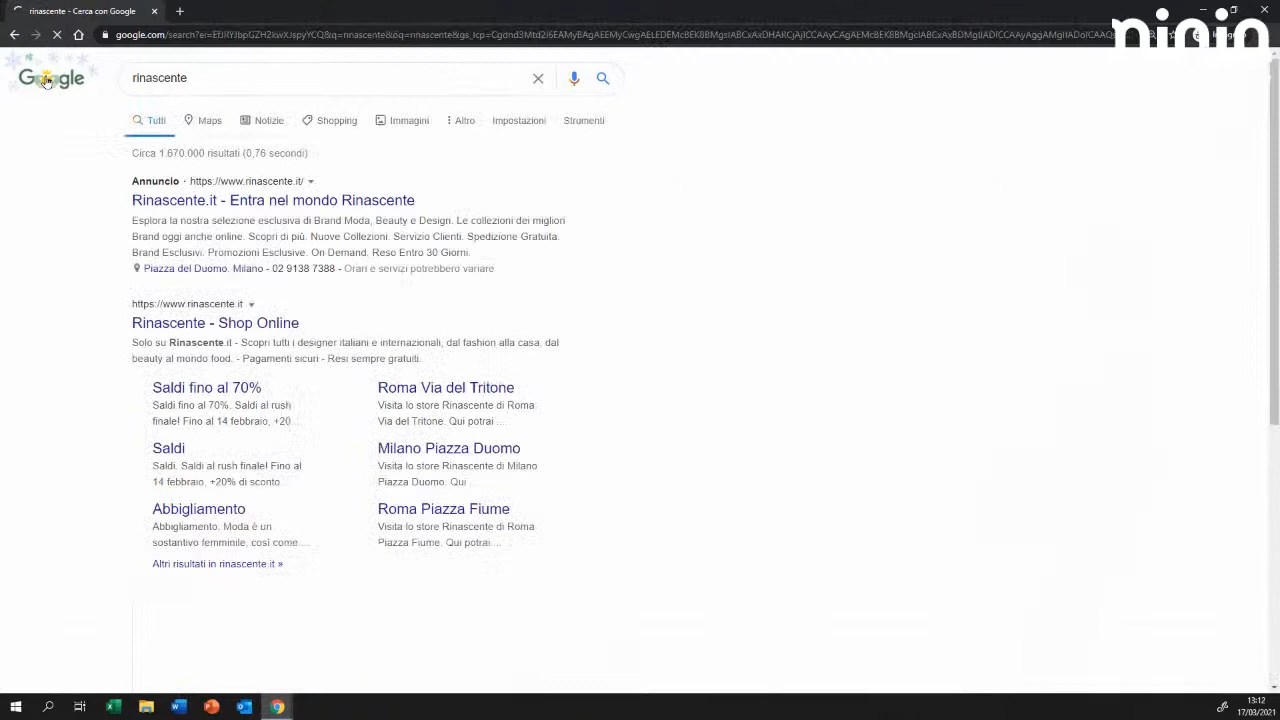 rinascente - Cerca con Google
minin
google.com/search?
Google
rinascente
Tutti
Maps
Notizie
Shopping
Immagini
Altro
Impostazioni
Strumenti
Circa 1.670.000 risultati (0,76 secondi)
Annuncio · https://www.rinascente.it/
Rinascente.it - Entra nel mondo Rinascente
Esplora la nostra selezione esclusiva di Brand Moda, Beauty e Design. Le collezioni dei migliori
Brand oggi anche online. Scopri di più. Nuove Collezioni. Servizio Clienti. Spedizione Gratuita.
Brand Esclusivi. Promozioni Esclusive. On Demand. Reso Entro 30 Giorni.
Piazza del Duomo, Milano - 02 9138 7388 - Orari e servizi potrebbero variare
https://www.rinascente.it
Rinascente - Shop Online
Solo su Rinascente.it - Scopri tutti i designer italiani e internazionali, dal fashion alla casa, dal
beauty al mondo food. - Pagamenti sicuri - Resi sempre gratuiti.
Saldi fino al 70%
Saldi fino al 70%. Saldi al rush
finale! Fino al 14 febbraio, +20 ...
Roma Via del Tritone
Visita lo store Rinascente di Roma
Via del Tritone. Qui potrai ....
Saldi
Saldi. Saldi al rush finale! Fino al
14 febbraio, +20% di sconto
Milano Piazza Duomo
Visita lo store Rinascente di Milano
Piazza Duomo. Qui
Abbigliamento
Abbigliamento. Moda è un
sostantivo femminile, così come ....
Roma Piazza Fiume
Visita lo store Rinascente di Roma
Piazza Fiume. Qui potrai ....
Altri risultati in rinascente.it »
13:12
17/03/2021